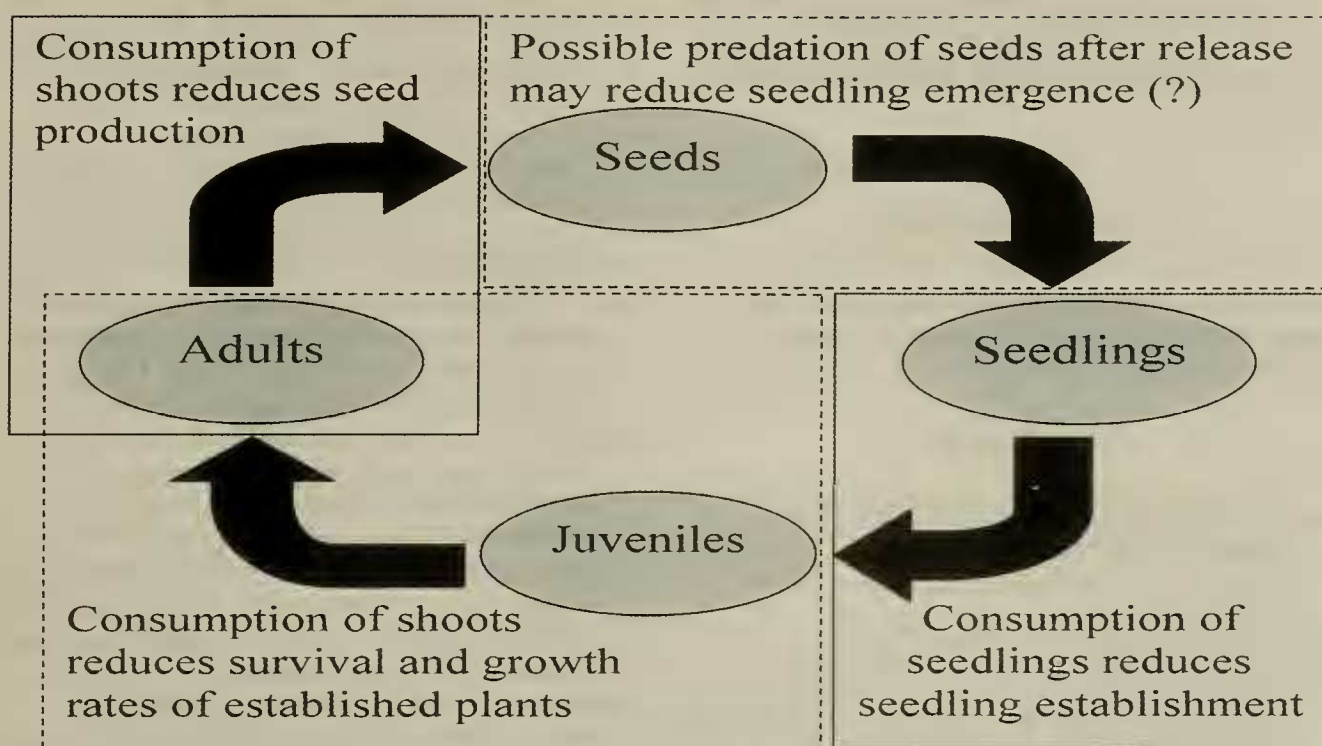 Consumption of
shoots reduces seed
production
Possible predation of seeds after release
may reduce seedling emergence (?)
Seeds
Adults
Seedlings
Juveniles
Consumption of shoots
reduces survival and growth
rates of established plants
Consumption of
seedlings reduces
seedling establishment